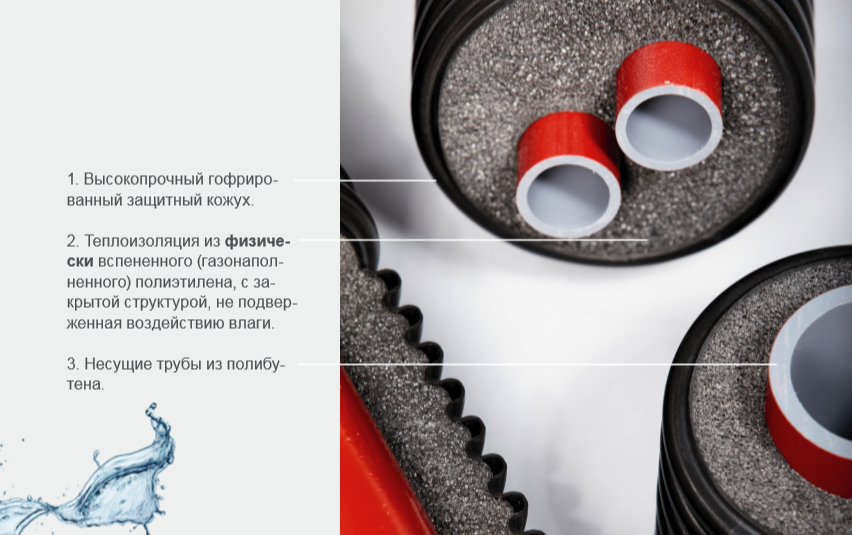 1. Высокопрочный гофриро-
ванный защитный кожух.
2. Теплоизоляция из физиче-
ски вспененного (газонапол-
ненного) полиэтилена, с за-
крытой структурой, не подвер-
женная воздействию влаги.
3. Несущие трубы из полибу-
тена.